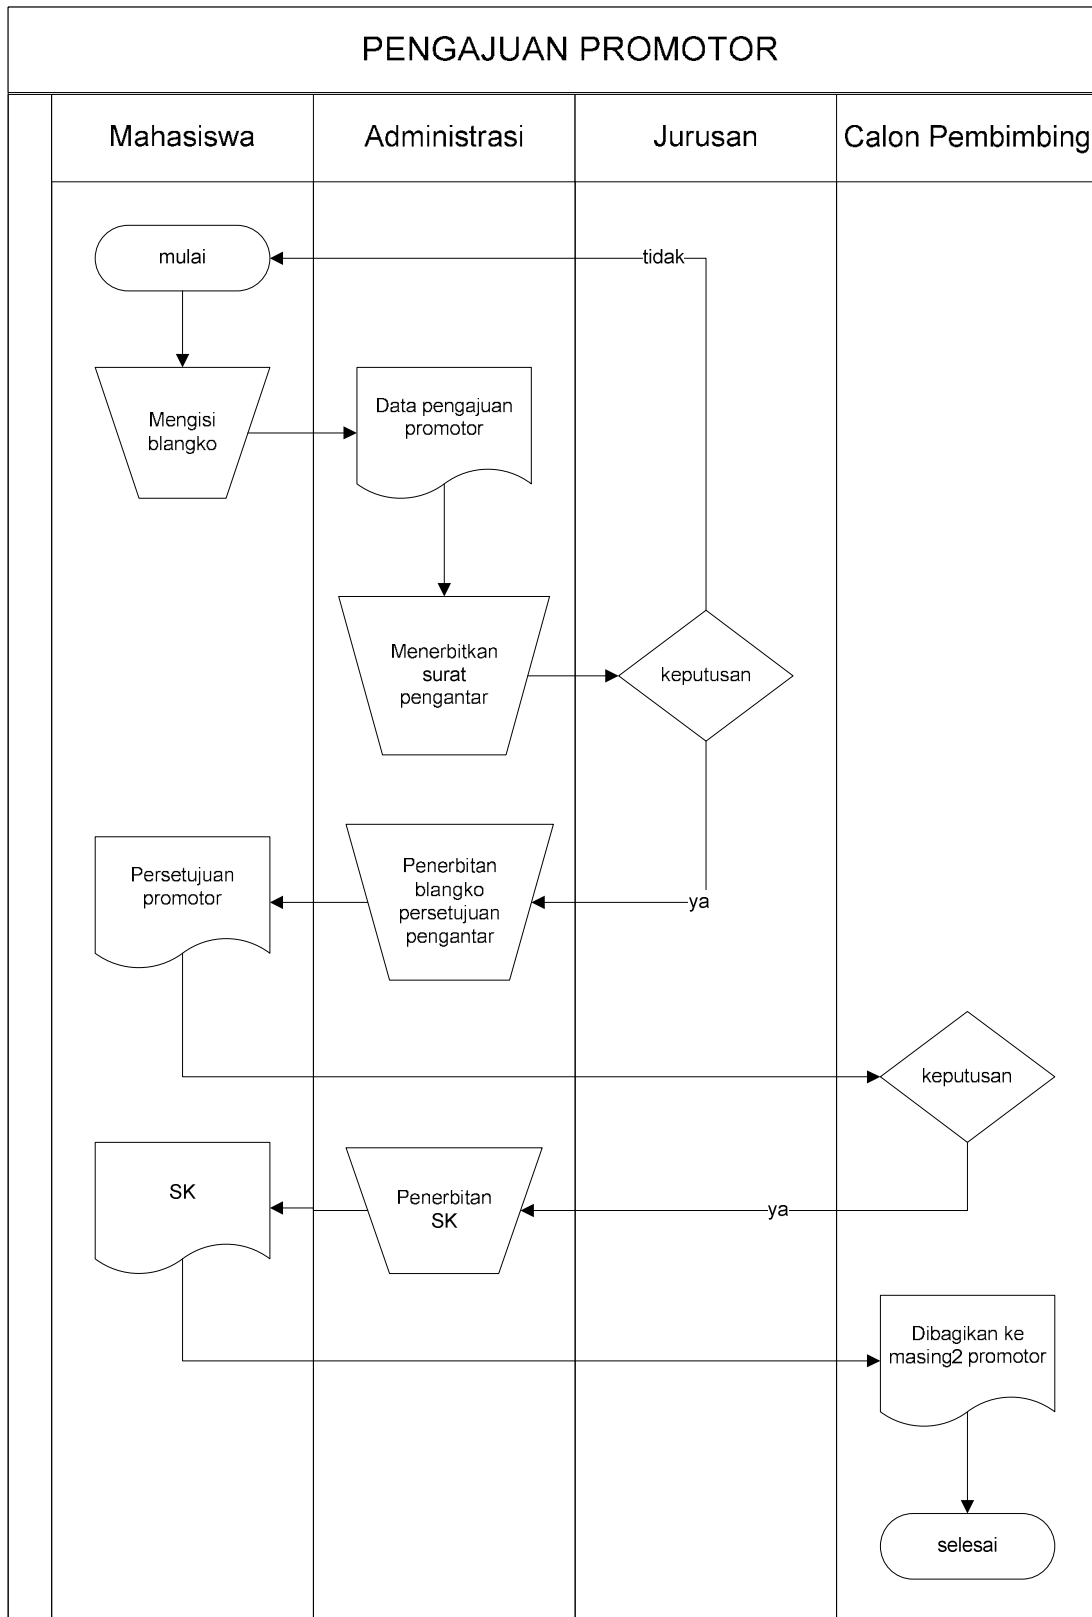 PENGAJUAN PROMOTOR
Mahasiswa
Administrasi
Jurusan
Calon Pembimbing
mulai
tidak
Mengisi
blangko
Data pengajuan
promotor
Menerbitkan
surat
pengantar
keputusan
Persetujuan
promotor
Penerbitan
blangko
persetujuan
pengantar
ya
keputusan
SK
Penerbitan
SK
ya
Dibagikan ke
masing2 promotor
selesai